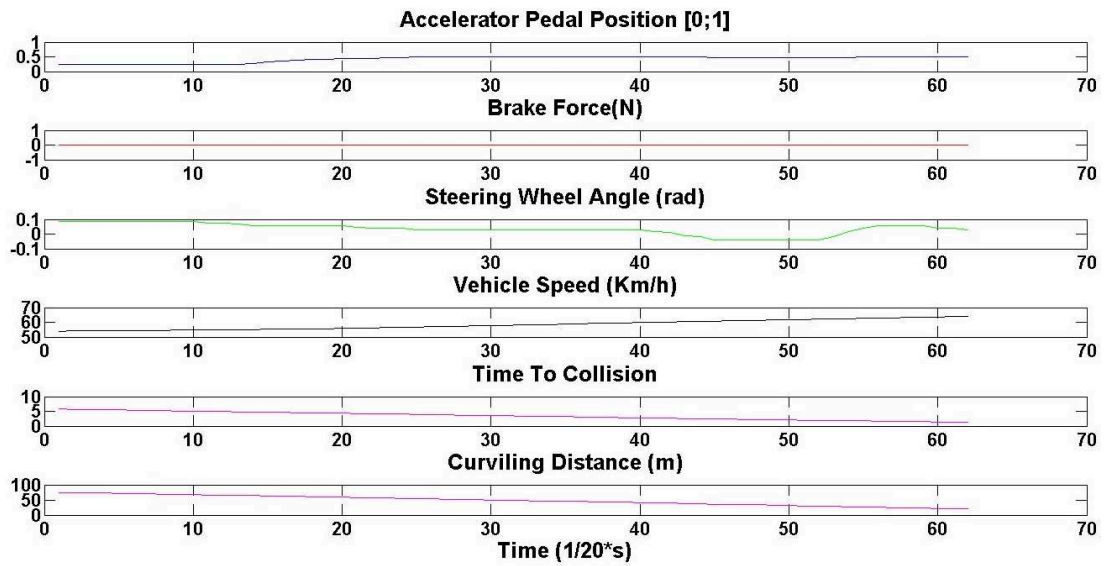 Accelerator Pedal Position [0;1]
1
0.5
0
0 10 20 30 40 50 60 70
Brake Force(N)
1
0
-1
0 10 20 30 40 50 60 70
Steering Wheel Angle (rad)
0.1
0
-0.1
0 10 20 30 40 50 60 70
Vehicle Speed (Km/h)
70
60
50
0 10 20 30 40 50 60 70
Time To Collision
10
5
0
0 10 20 30 40 50 60 70
Curviling Distance (m)
100
50
0
0 10 20 30 40 50 60 70
Time (1/20*s)